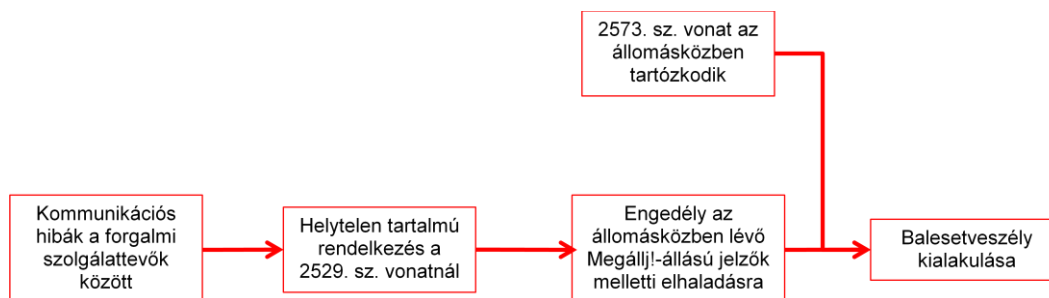 2573. sz. vonat az
állomásközben
tartózkodik
Kommunikációs
hibák a forgalmi
szolgálattevők
között
Helytelen tartalmú
rendelkezés a
2529. sz. vonatnál
Engedély az
állomásközben lévő
Megállj!-állású jelzők
melletti elhaladásra
Balesetveszély
kialakulása